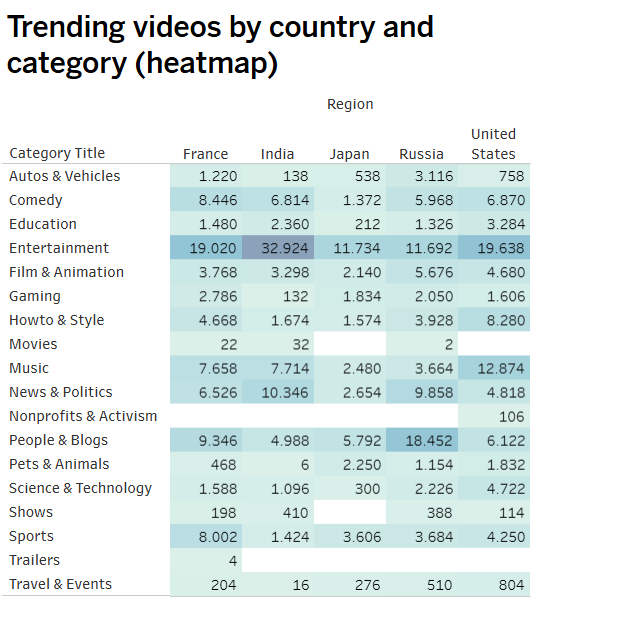 Trending videos by country and
category (heatmap)
Region
United
Category Title France India Japan Russia States
Autos & Vehicles 1.220 138 538 3.116 758
Comedy 8.446 6.814 1.372 5.968 6.870
Education 1.480 2.360 212 1.326 3.284
Entertainment 19.020 32.924 11.734 11.692 19.638
Film & Animation 3.768 3.298 2.140 5.676 4.680
Gaming 2.786 132 1.834 2.050 1.606
Howto & Style 4.668 1.674 1.574 3.928 8.280
Movies 22 32 2
Music 7.658 7.714 2.480 3.664 12.874
News & Politics 6.526 10.346 2.654 9.858 4.818
Nonprofits & Activism 106
People & Blogs 9.346 4.988 5.792 18.452 6.122
Pets & Animals 468 6 2.250 1.154 1.832
Science & Technology 1.588 1.096 300 2.226 4.722
Shows 198 410 388 114
Sports 8.002 1.424 3.606 3.684 4.250
Trailers 4
Travel & Events 204 16 276 510 804